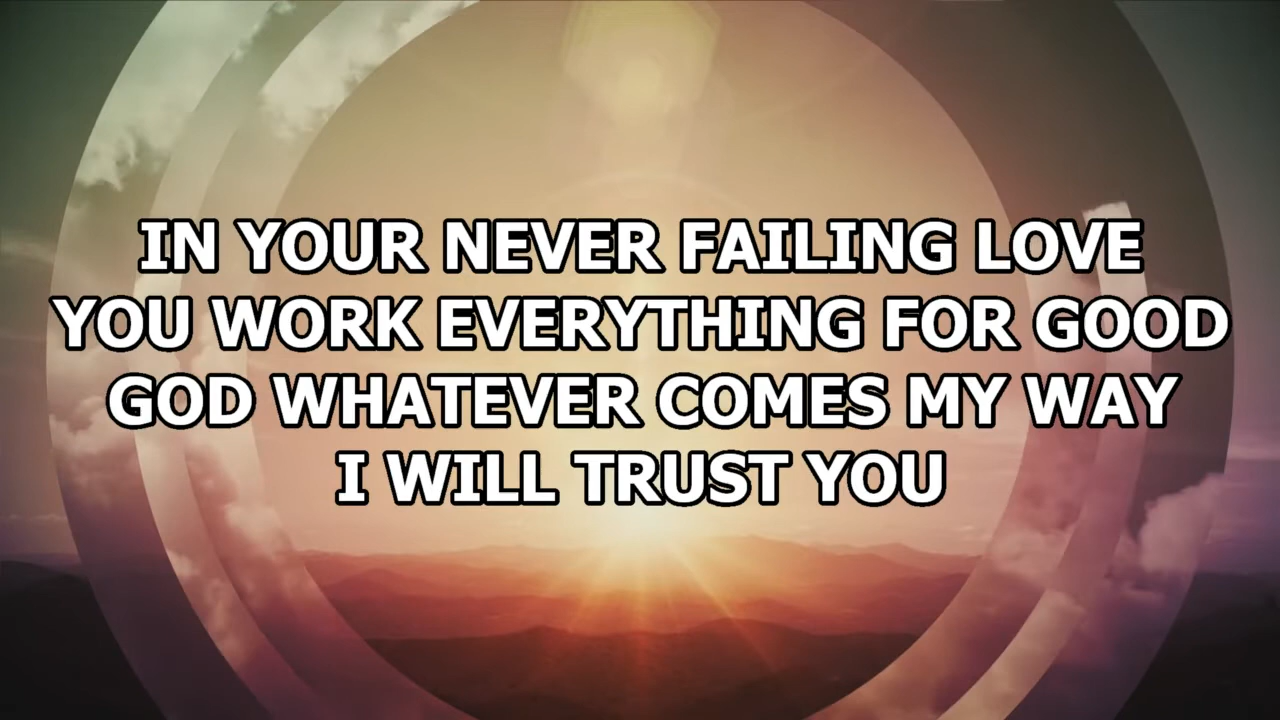 IN YOUR NEVER FAILING LOVE
YOU WORK EVERYTHING FOR GOOD
GOD WHATEVER COMES MY WAY
I WILL TRUST YOU